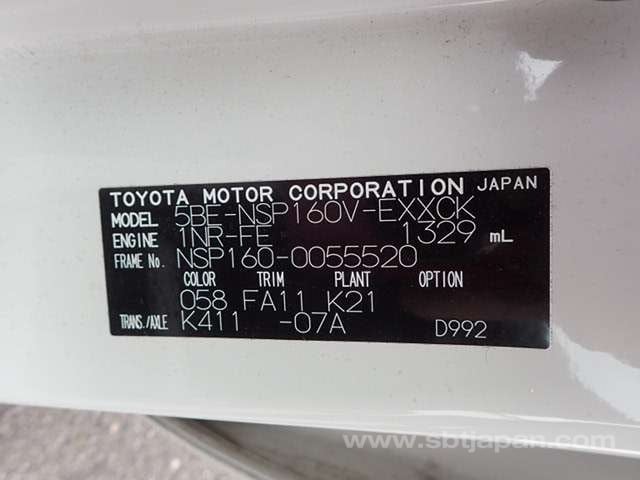 TOYOTA MOTOR CORPORATION JAPAN
MODEL 5BE-NSP160V-EXXCK
ENGINE 1NR-FE 1329 mL
FRAME No. NSP160-0055520
COLOR TRIM PLANT OPTION
058 FA11 K21
TRANS./AXLE K411 -07A D992
www.sbtjapan.com